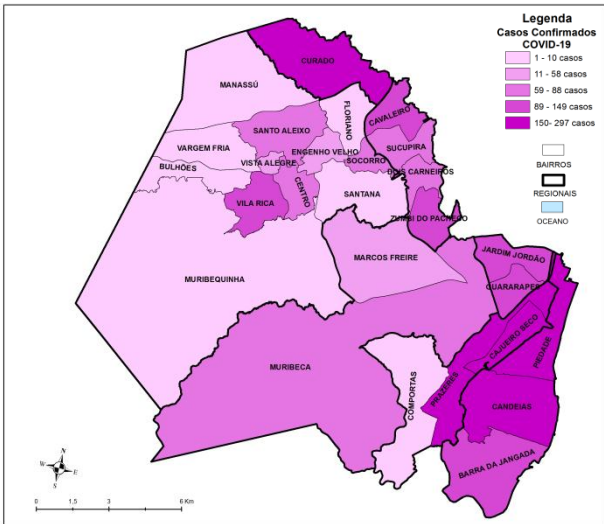 Legenda
Casos Confirmados
COVID-19
1 - 10 casos
11 - 58 casos
59 - 88 casos
89 - 149 casos
150- 297 casos
BAIRROS
REGIONAIS
OCEANO
CURADO
MANASSÚ
FLORIANO
CAVALEIRO
SANTO ALEIXO
SUCUPIRA
VARGEM FRIA
ENGENHO VELHO
VISTA ALEGRE
SOCORRO
BULHÕES
DOIS CARNEIROS
CENTRO
SANTANA
VILA RICA
ZUMBI DO PACHECO
JARDIM JORDÃO
MARCOS FREIRE
MURIBEQUINHA
GUARARAPES
CAJUEIRO SECO
PIEDADE
MURIBECA
COMPORTAS
PRAZERES
CANDEIAS
BARRA DA JANGADA
N
W
E
S
0 1,5 3 6 Km